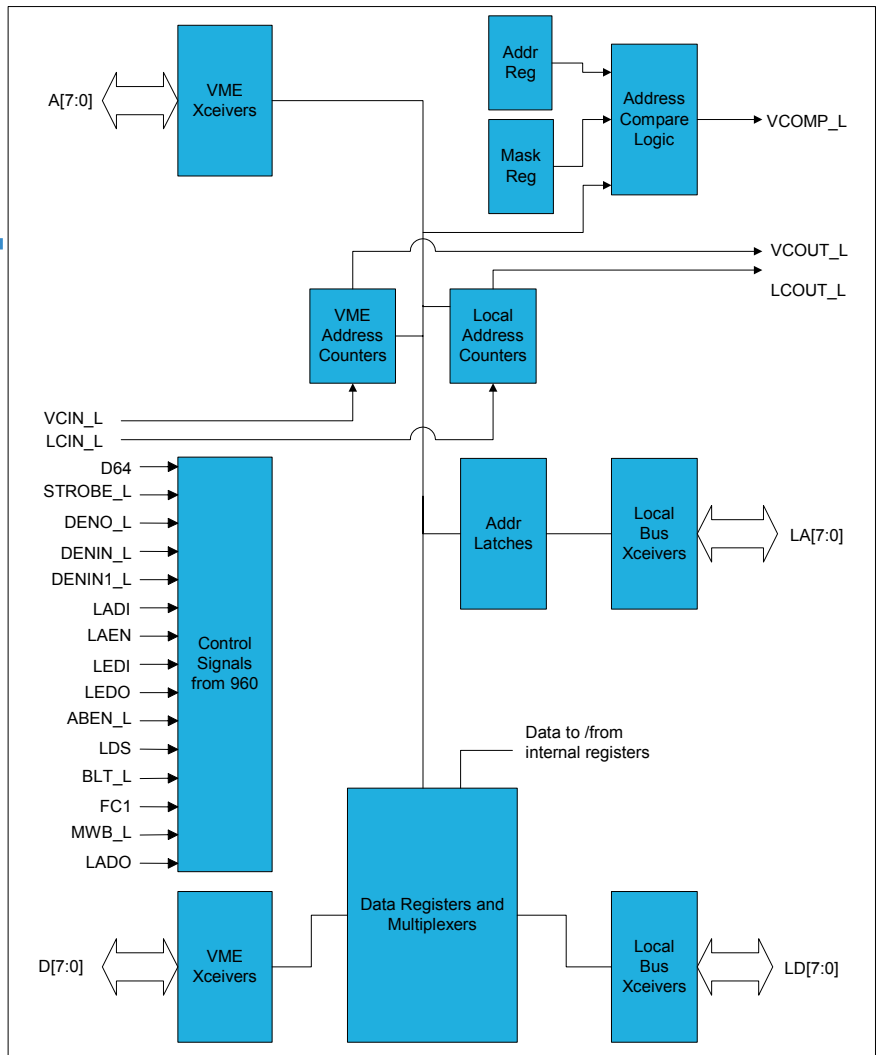 A[7:0]
VME
Xceivers
Addr
Reg
Mask
Reg
Address
Compare
Logic
VCOMP_L
VCOUT_L
LCOUT_L
VME
Address
Counters
Local
Address
Counters
VCIN_L
LCIN_L
D64
STROBE_L
DENO_L
DENIN_L
DENIN1_L
LADI
LAEN
LEDI
LEDO
ABEN_L
LDS
BLT_L
FC1
MWB_L
LADO
Control
Signals
from 960
Addr
Latches
Local
Bus
Xceivers
LA[7:0]
Data to /from
internal registers
Data Registers and
Multiplexers
D[7:0]
VME
Xceivers
Local
Bus
Xceivers
LD[7:0]